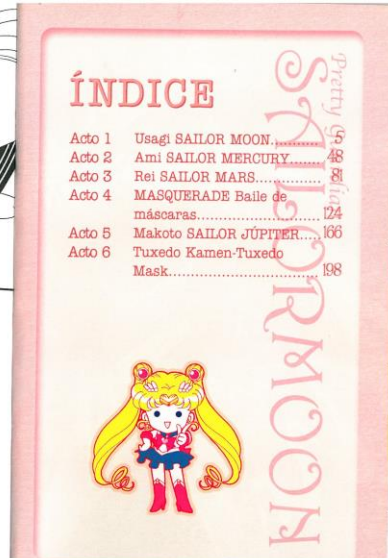 ÍNDICE
Acto 1 Usagi SAILOR MOON............ 5
Acto 2 Ami SAILOR MERCURY....... 48
Acto 3 Rei SAILOR MARS.............. 81
Acto 4 MASQUERADE Baile de
máscaras........................ 124
Acto 5 Makoto SAILOR JÚPITER..... 166
Acto 6 Tuxedo Kamen-Tuxedo
Mask............................. 198
Pretty guardian
SAILORMOON